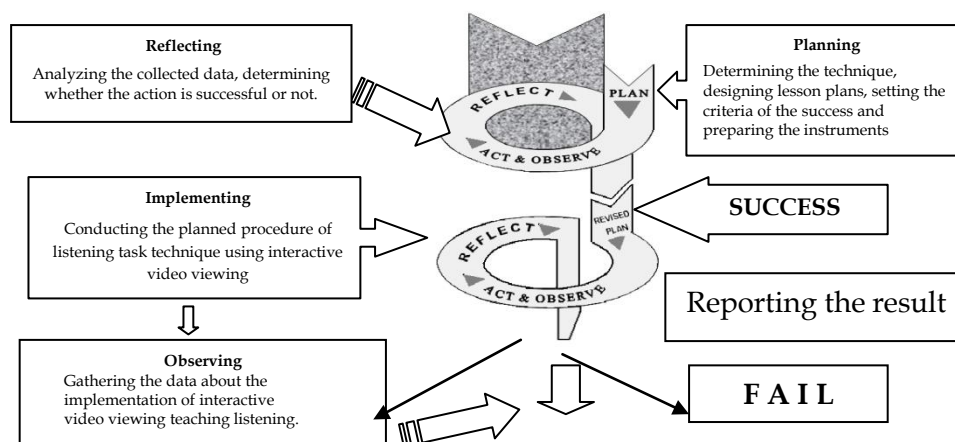 Reflecting
Analyzing the collected data, determining
whether the action is successful or not.
REFLECT
PLAN
ACT & OBSERVE
Planning
Determining the technique,
designing lesson plans, setting the
criteria of the success and
preparing the instruments
Implementing
Conducting the planned procedure of
listening task technique using interactive
video viewing
REVISED
PLAN
REFLECT
ACT & OBSERVE
SUCCESS
Reporting the result
Observing
Gathering the data about the
implementation of interactive
video viewing teaching listening.
F A I L